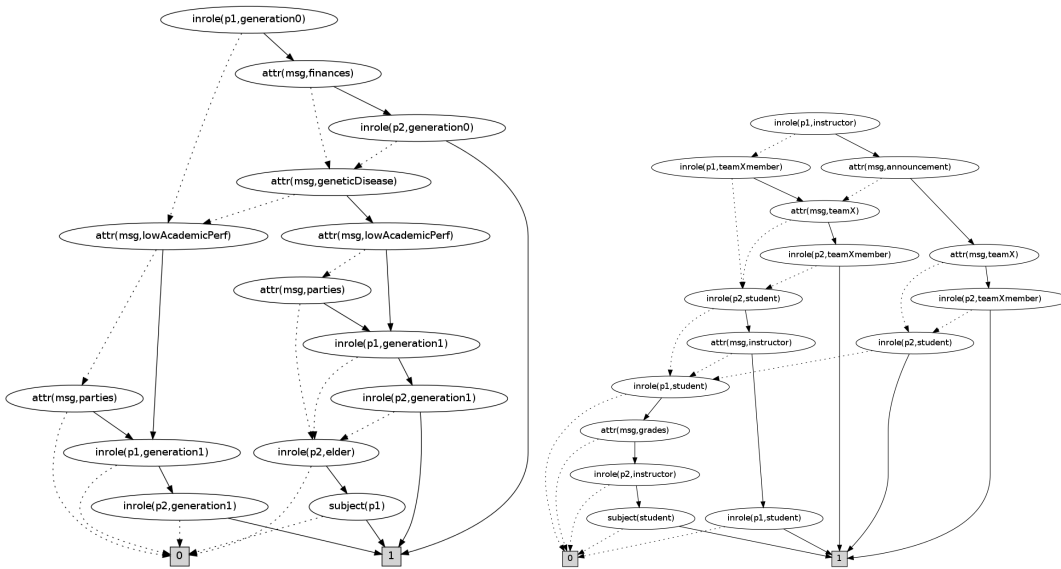 inrole(p1,generation0)
attr(msg,finances)
inrole(p2,generation0)
attr(msg,geneticDisease)
attr(msg,lowAcademicPerf)
attr(msg,lowAcademicPerf)
attr(msg,parties)
inrole(p1,generation1)
attr(msg,parties)
inrole(p2,generation1)
inrole(p1,generation1)
inrole(p2,elder)
inrole(p2,generation1)
subject(p1)
0
1
inrole(p1,instructor)
inrole(p1,teamXmember)
attr(msg,announcement)
attr(msg,teamX)
inrole(p2,teamXmember)
attr(msg,teamX)
inrole(p2,student)
inrole(p2,teamXmember)
attr(msg,instructor)
inrole(p2,student)
inrole(p1,student)
attr(msg,grades)
inrole(p2,instructor)
subject(student)
inrole(p1,student)
0
1